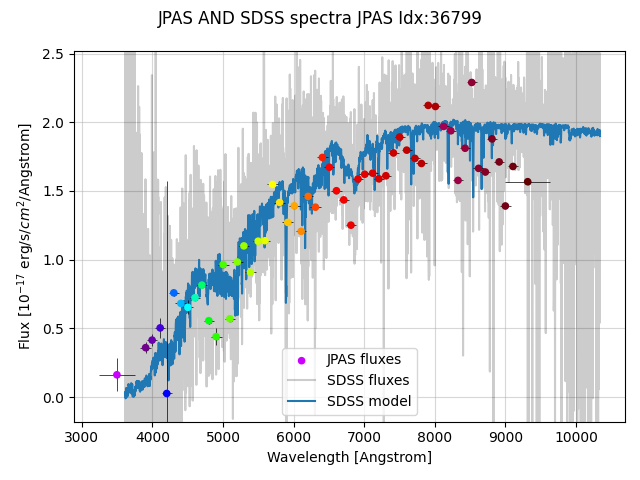 JPAS AND SDSS spectra JPAS Idx:36799
2.5
2.0
1.5
1.0
0.5
0.0
Flux [10⁻¹⁷ erg/s/cm²/Angstrom]
JPAS fluxes
SDSS fluxes
SDSS model
3000 4000 5000 6000 7000 8000 9000 10000
Wavelength [Angstrom]